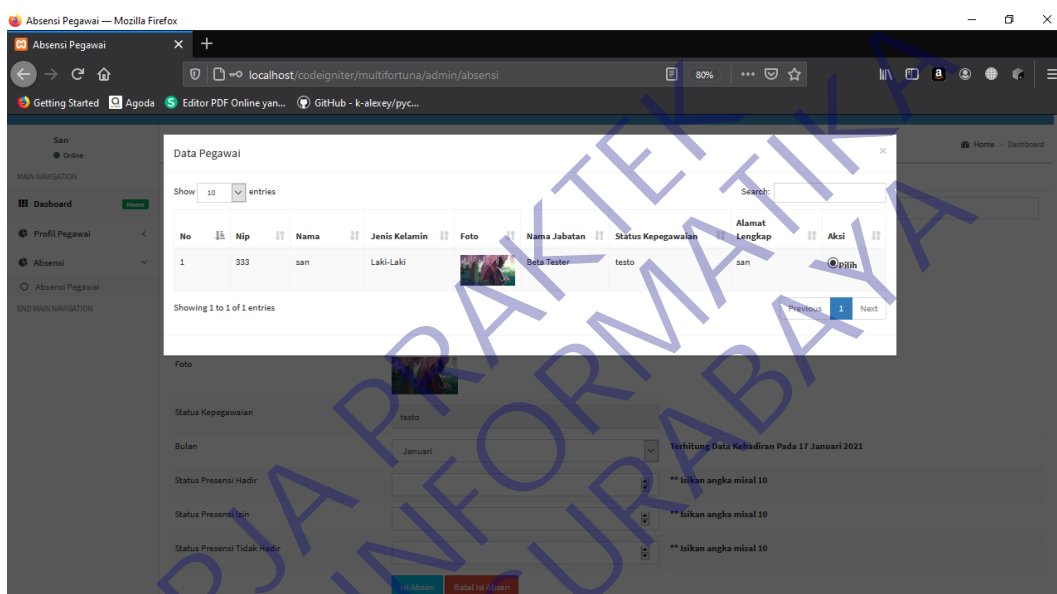 Absensi Pegawai — Mozilla Firefox
Absensi Pegawai
localhost/codeigniter/multifortuna/admin/absensi
80%
Getting Started Agoda Editor PDF Online yan... GitHub - k-alexey/pyc...
San
Online
Home > Dashboard
MAIN NAVIGATION
Dasboard Home
Profil Pegawai
Absensi
Absensi Pegawai
END MAIN NAVIGATION
Data Pegawai ×
Show 10 entries
Search:
No Nip Nama Jenis Kelamin Foto Nama Jabatan Status Kepegawaian Alamat Lengkap Aksi
1 333 san Laki-Laki Beta Tester testo san Pilih
Showing 1 to 1 of 1 entries
Previous 1 Next
Foto
Status Kepegawaian testo
Bulan Januari Terhitung Data Kehadiran Pada 17 Januari 2021
Status Presensi Hadir ** Isikan angka misal 10
Status Presensi Izin ** Isikan angka misal 10
Status Presensi Tidak Hadir ** Isikan angka misal 10
Isi Absen Batal Isi Absen
PJA PRAKTEK
INFORMATIKA
SURABAYA